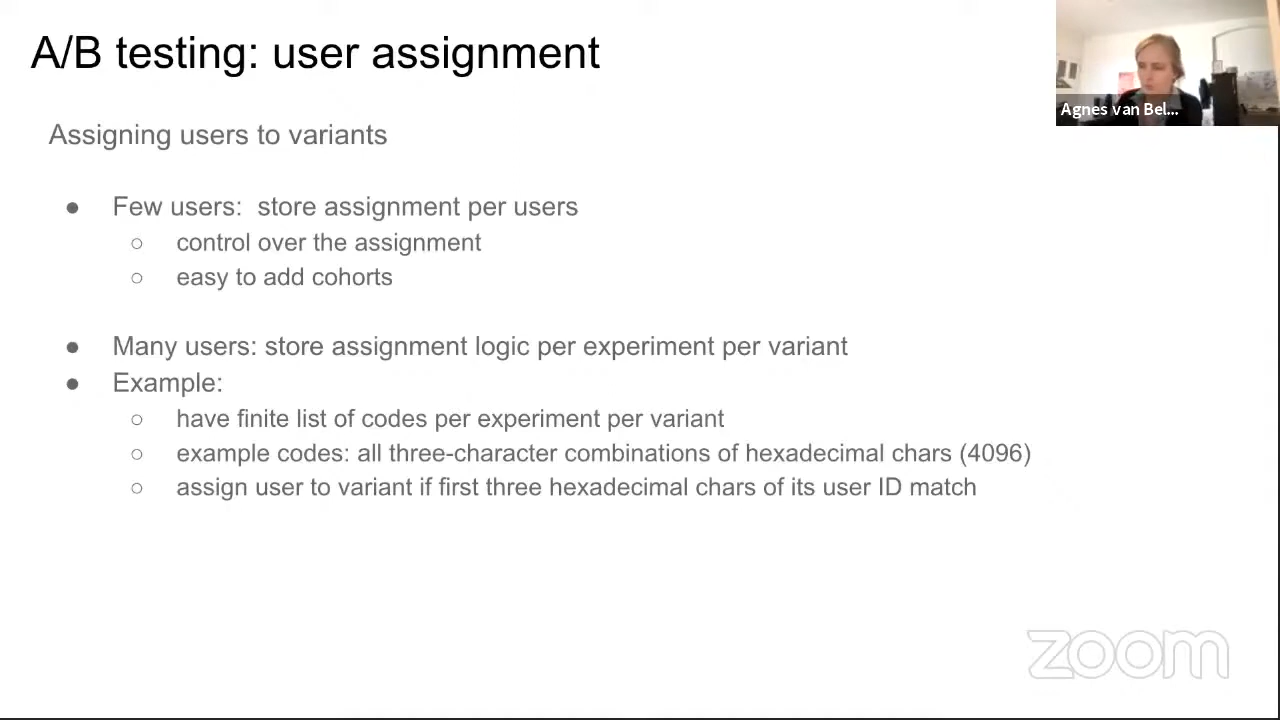 A/B testing: user assignment
Agnes van Bel...
Assigning users to variants
● Few users: store assignment per users
○ control over the assignment
○ easy to add cohorts
● Many users: store assignment logic per experiment per variant
● Example:
○ have finite list of codes per experiment per variant
○ example codes: all three-character combinations of hexadecimal chars (4096)
○ assign user to variant if first three hexadecimal chars of its user ID match
zoom